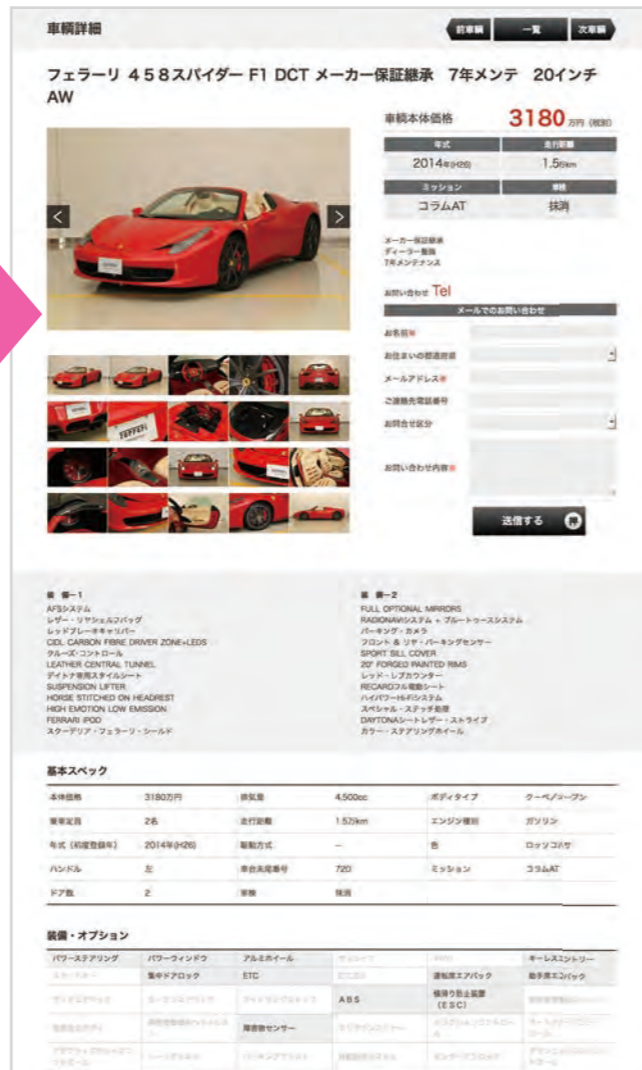 車輌詳細
前車輌 一覧 次車輌
フェラーリ 458スパイダー F1 DCT メーカー保証継承 7年メンテ 20インチ
AW
車輌本体価格 3180万円 (税別)
年式 走行距離
2014年(H26) 1.5万km
ミッション 車検
コラムAT 抹消
メーカー保証継承
ディーラー整備
7年メンテナンス
お問い合わせ Tel
メールでのお問い合わせ
お名前※
お住まいの都道府県
メールアドレス※
ご連絡先電話番号
お問合せ区分
お問い合わせ内容※
送信する 押
装 備-1
AFSシステム
レザー・リヤシェルフバッグ
レッドブレーキキャリパー
CIDL CARBON FIBRE DRIVER ZONE+LEDS
クルーズ・コントロール
LEATHER CENTRAL TUNNEL
デイトナ専用スタイルシート
SUSPENSION LIFTER
HORSE STITCHED ON HEADREST
HIGH EMOTION LOW EMISSION
FERRARI IPOD
スクーデリア・フェラーリ・シールド
装 備-2
FULL OPTIONAL MIRRORS
RADIONAVIシステム + ブルートゥースシステム
パーキング・カメラ
フロント & リヤ・パーキングセンサー
SPORT SILL COVER
20" FORGED PAINTED RIMS
レッド・レブカウンター
RECAROフル電動シート
ハイパワーHi-Fiシステム
スペシャル・ステッチ処理
DAYTONAシートレザー・ストライプ
カラー・ステアリングホイール
基本スペック
本体価格 3180万円 排気量 4,500cc ボディタイプ クーペ/オープン
乗車定員 2名 走行距離 1.5万km エンジン種別 ガソリン
年式（初度登録年） 2014年(H26) 駆動方式 – 色 ロッソコルサ
ハンドル 左 車台末尾番号 720 ミッション コラムAT
ドア数 2 車検 抹消
装備・オプション
パワーステアリング パワーウィンドウ アルミホイール キーレスエントリー
集中ドアロック ETC 運転席エアバック 助手席エアバック
ABS 横滑り防止装置
(ESC)
障害物センサー